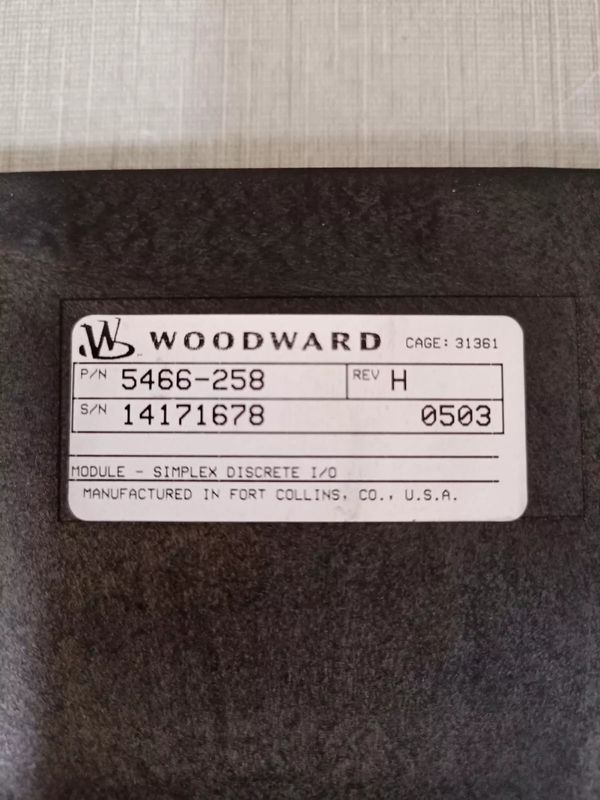 WOODWARD CAGE: 31361
P/N 5466-258 REV H
S/N 14171678 0503
MODULE - SIMPLEX DISCRETE I/O
MANUFACTURED IN FORT COLLINS, CO., U.S.A.